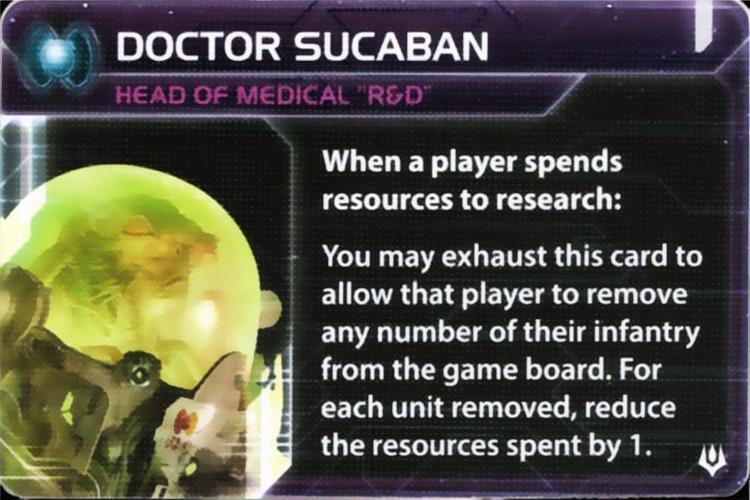 DOCTOR SUCABAN
HEAD OF MEDICAL "R&D"
When a player spends
resources to research:
You may exhaust this card to
allow that player to remove
any number of their infantry
from the game board. For
each unit removed, reduce
the resources spent by 1.